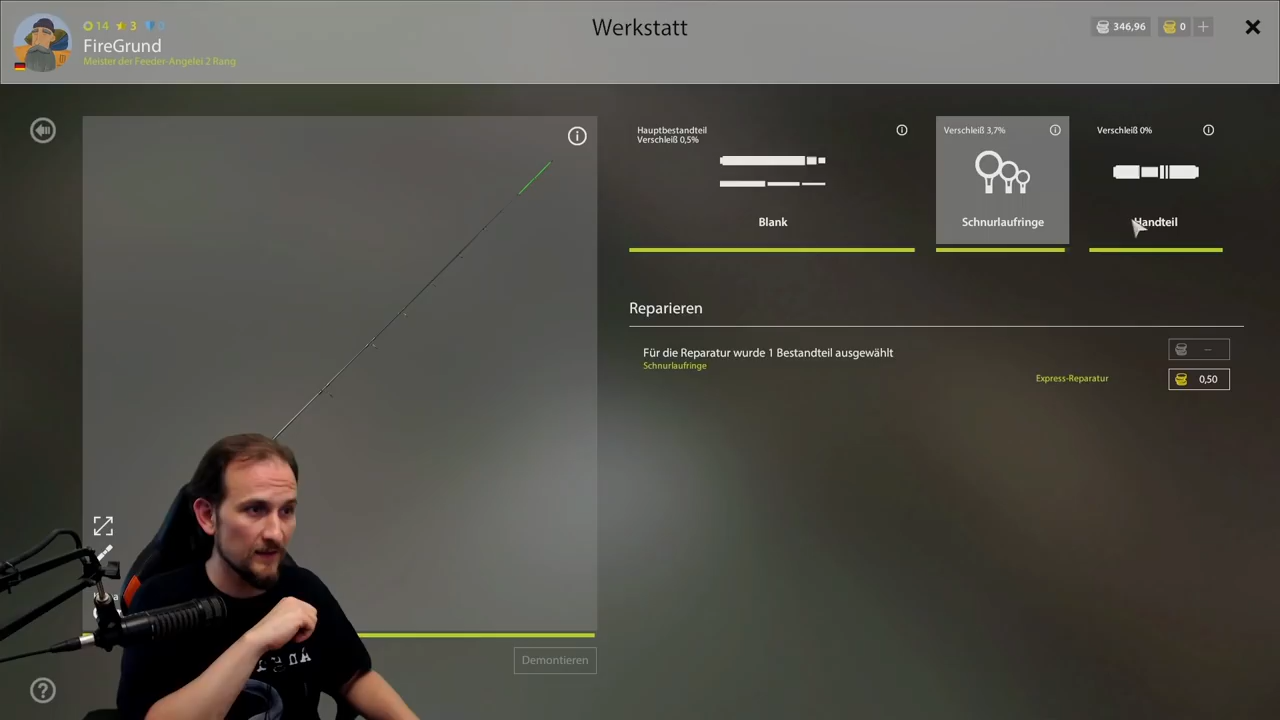 14 3 0
FireGrund
Meister der Feeder-Angelei 2 Rang
Werkstatt
346,96
0
Hauptbestandteil
Verschleiß 0,5%
Blank
Verschleiß 3,7%
Schnurlaufringe
Verschleiß 0%
Handteil
Reparieren
Für die Reparatur wurde 1 Bestandteil ausgewählt
Schnurlaufringe
--
Express-Reparatur
0,50
Demontieren